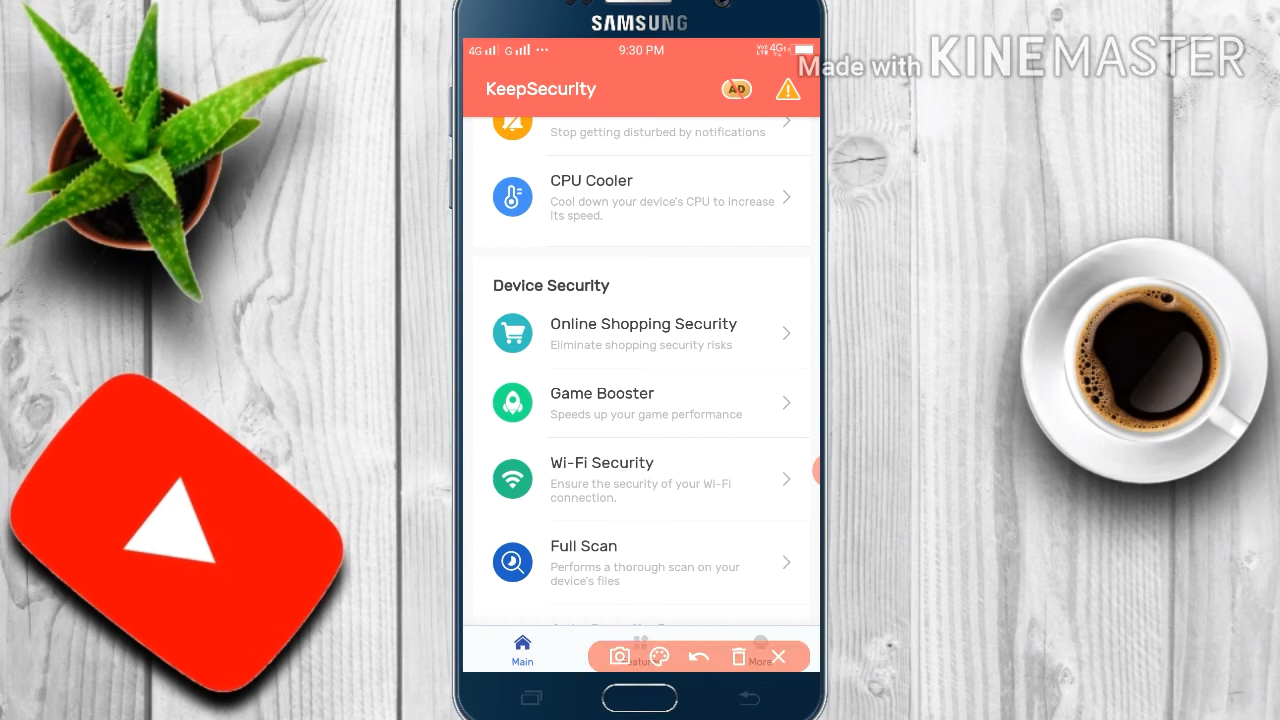 SAMSUNG
4G G ••• 9:30 PM 4G
Made with KINEMASTER
KeepSecurity AD
Stop getting disturbed by notifications
CPU Cooler
Cool down your device's CPU to increase
its speed.
Device Security
Online Shopping Security
Eliminate shopping security risks
Game Booster
Speeds up your game performance
Wi-Fi Security
Ensure the security of your Wi-Fi
connection.
Full Scan
Performs a thorough scan on your
device's files
Main More